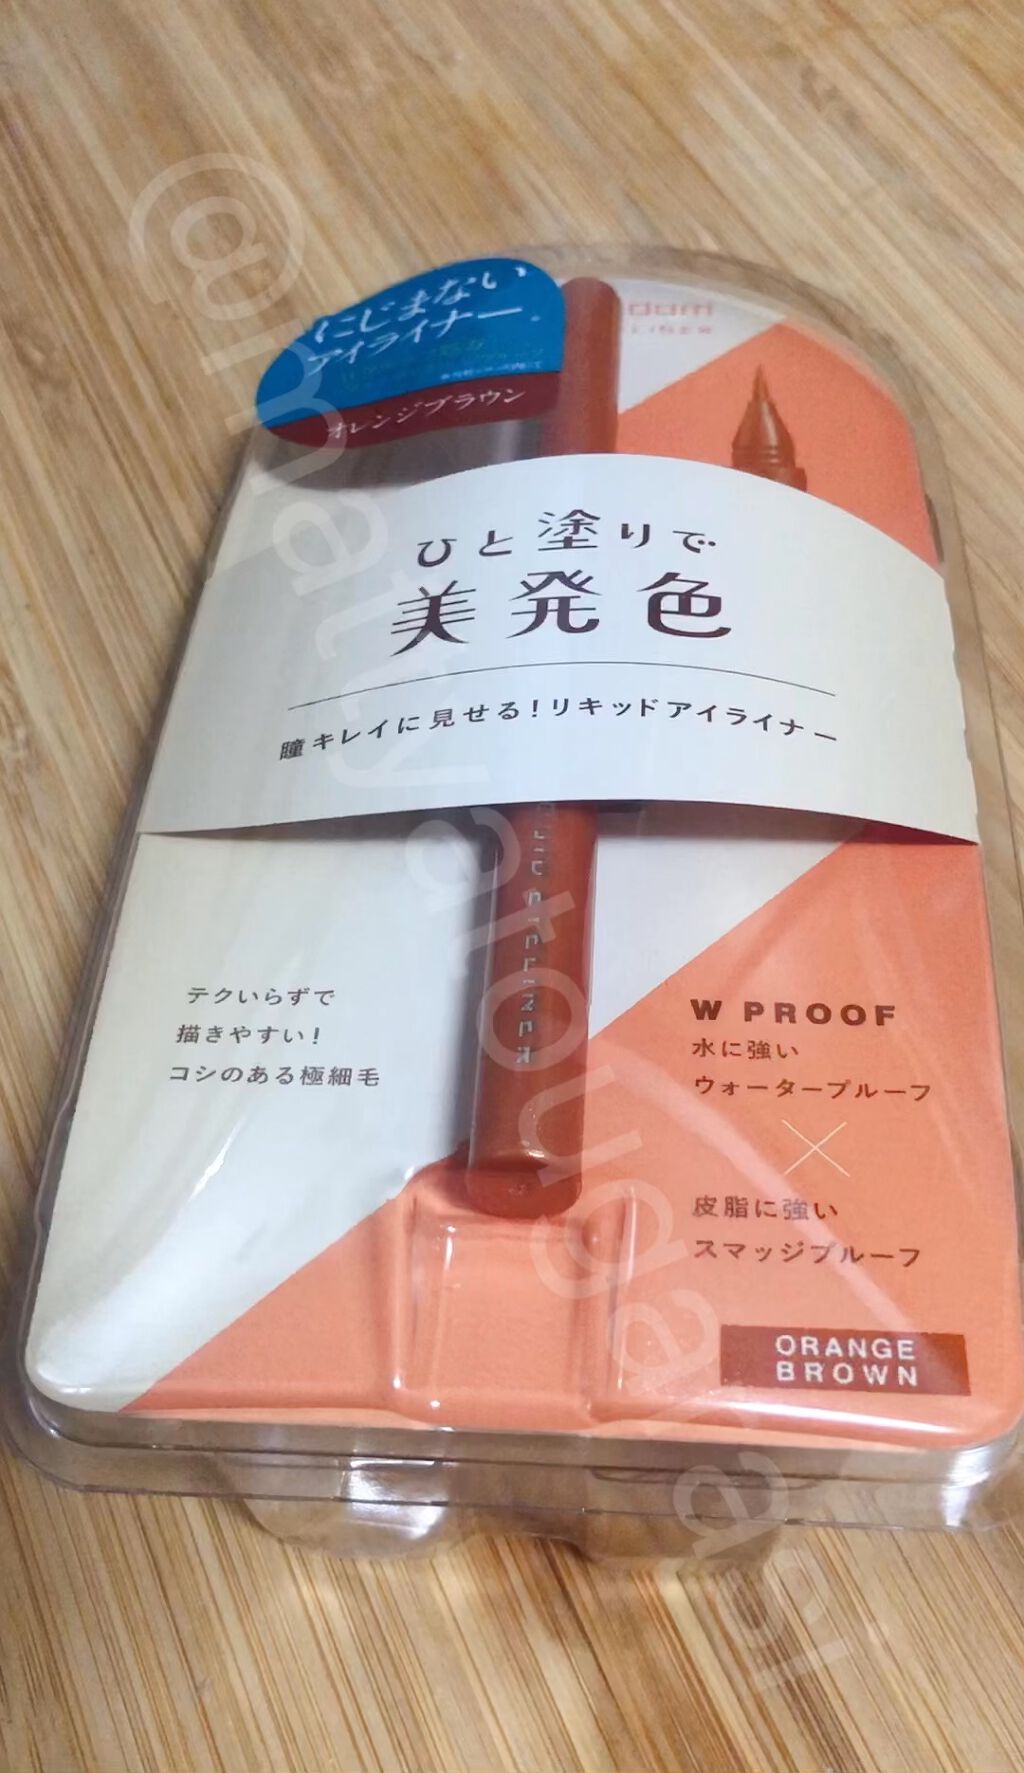 にじまない
アイライナー
オレンジブラウン
ひと塗りで
美発色
瞳キレイに見せる!リキッドアイライナー
テクいらずで
描きやすい!
コシのある極細毛
W PROOF
水に強い
ウォータープルーフ
×
皮脂に強い
スマッジプルーフ
ORANGE
BROWN
@matyatougaa